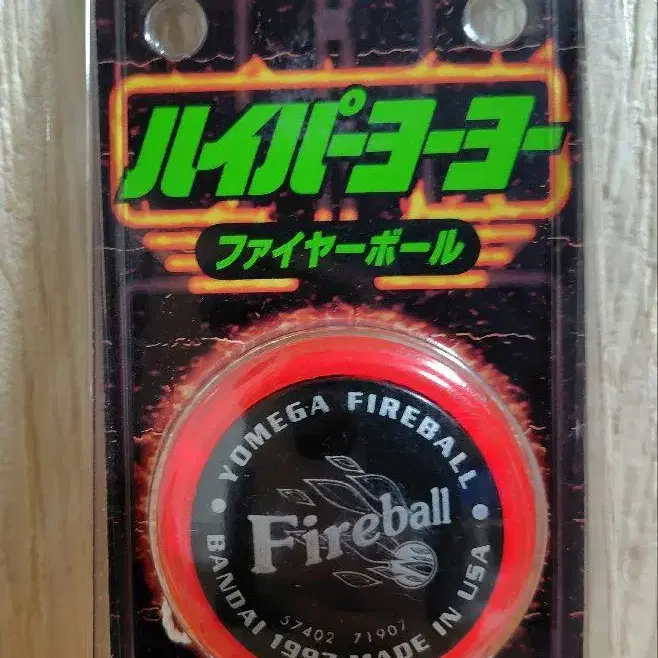 ハイパーヨーヨー
ファイヤーボール
YOMEGA FIREBALL
Fireball
57402 71907
BANDAI 1997 MADE IN USA